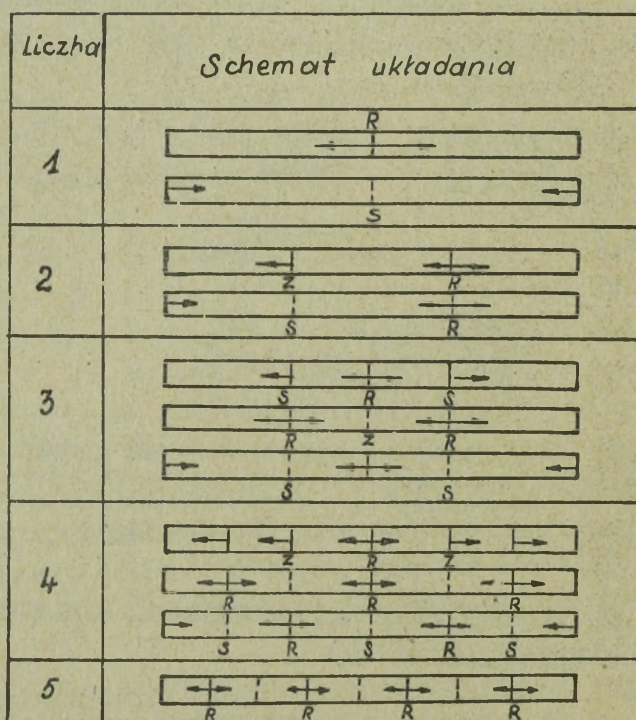 Liczba
Schemat układania
1
R
S
2
Z R
S R
3
S R S
R Z R
S S
4
Z R Z
R R R
S R S R S
5
R R R R